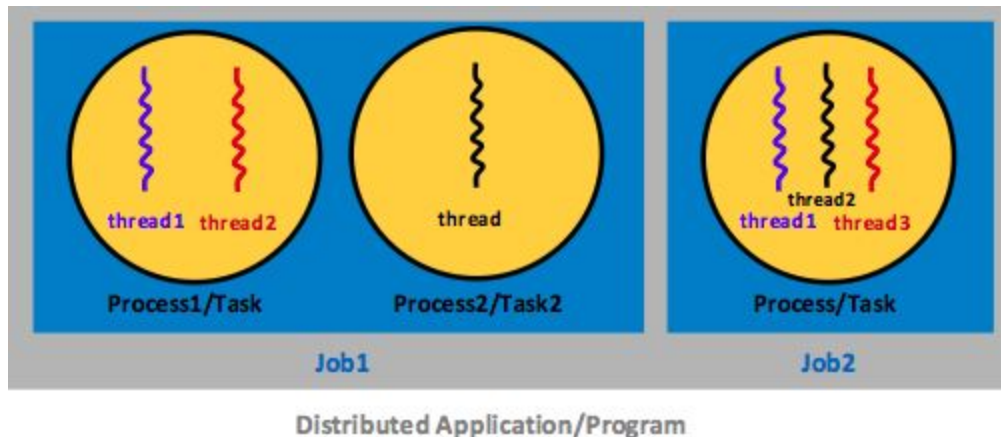 thread1 thread2
Process1/Task
thread
Process2/Task2
Job1
thread2
thread1 thread3
Process/Task
Job2
Distributed Application/Program